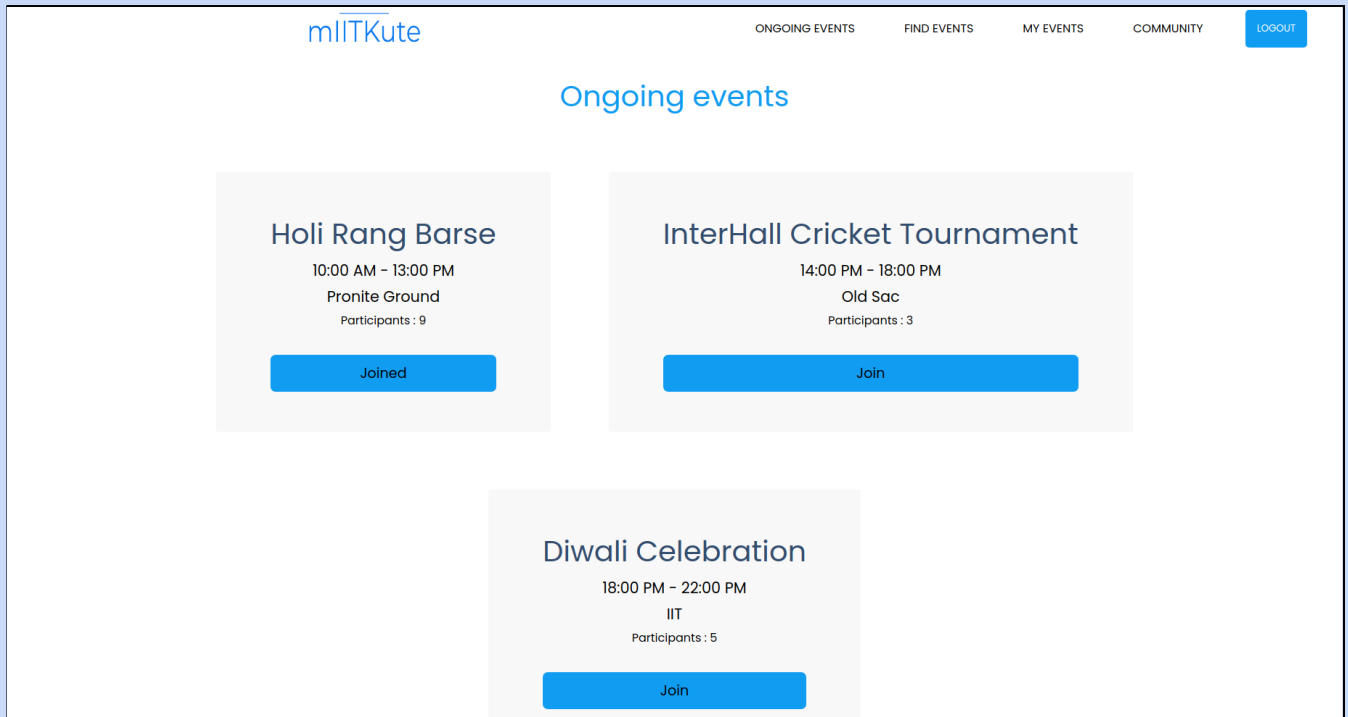 mIITKute
ONGOING EVENTS
FIND EVENTS
MY EVENTS
COMMUNITY
LOGOUT
Ongoing events
Holi Rang Barse
10:00 AM - 13:00 PM
Pronite Ground
Participants : 9
Joined
InterHall Cricket Tournament
14:00 PM - 18:00 PM
Old Sac
Participants : 3
Join
Diwali Celebration
18:00 PM - 22:00 PM
IIT
Participants : 5
Join